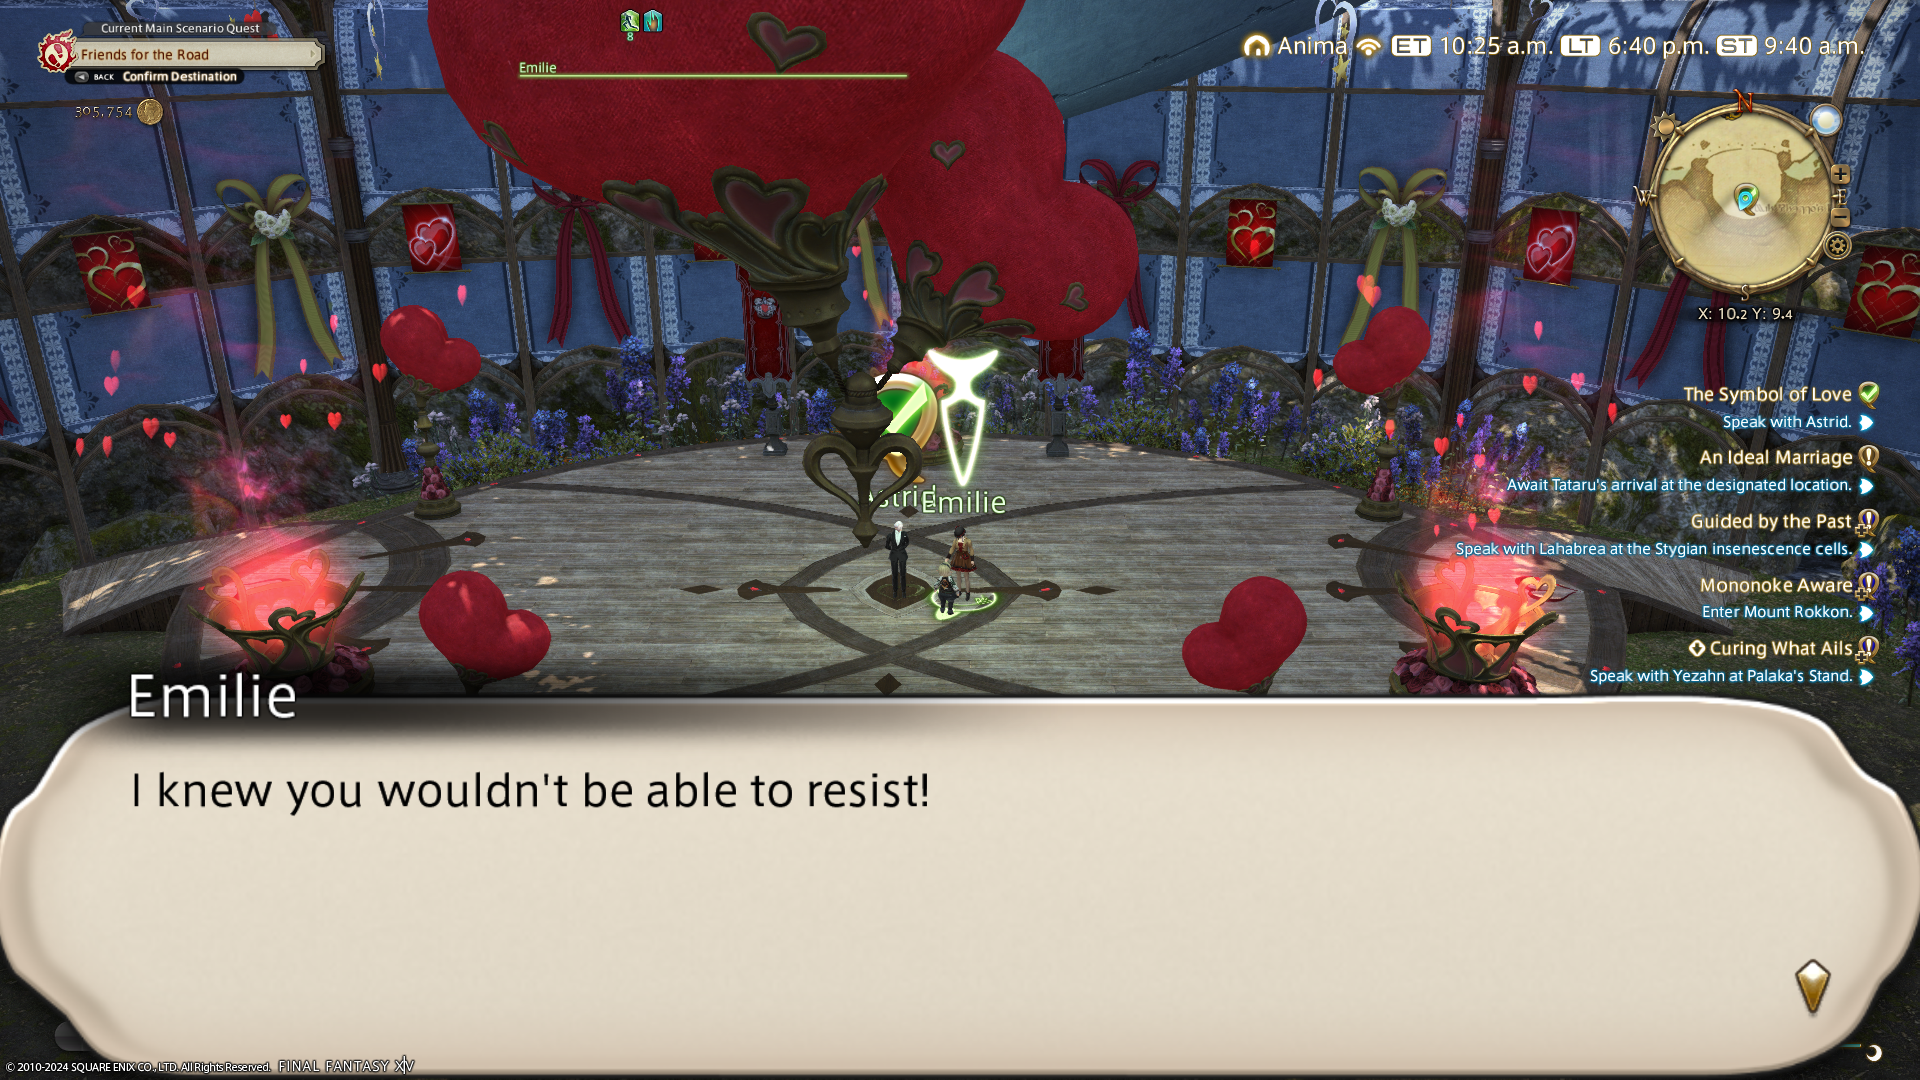 Current Main Scenario Quest
Friends for the Road
BACK Confirm Destination
395,754
8
Emilie
Anima ET 10:25 a.m. LT 6:40 p.m. ST 9:40 a.m.
N
W
E
S
X: 10.2 Y: 9.4
The Symbol of Love
Speak with Astrid.
An Ideal Marriage
Await Tataru's arrival at the designated location.
Guided by the Past
Speak with Lahabrea at the Stygian insenescence cells.
Mononoke Aware
Enter Mount Rokkon.
Curing What Ails
Speak with Yezahn at Palaka's Stand.
Emilie
Emilie
I knew you wouldn't be able to resist!
© 2010-2024 SQUARE ENIX CO., LTD. All Rights Reserved. FINAL FANTASY XIV